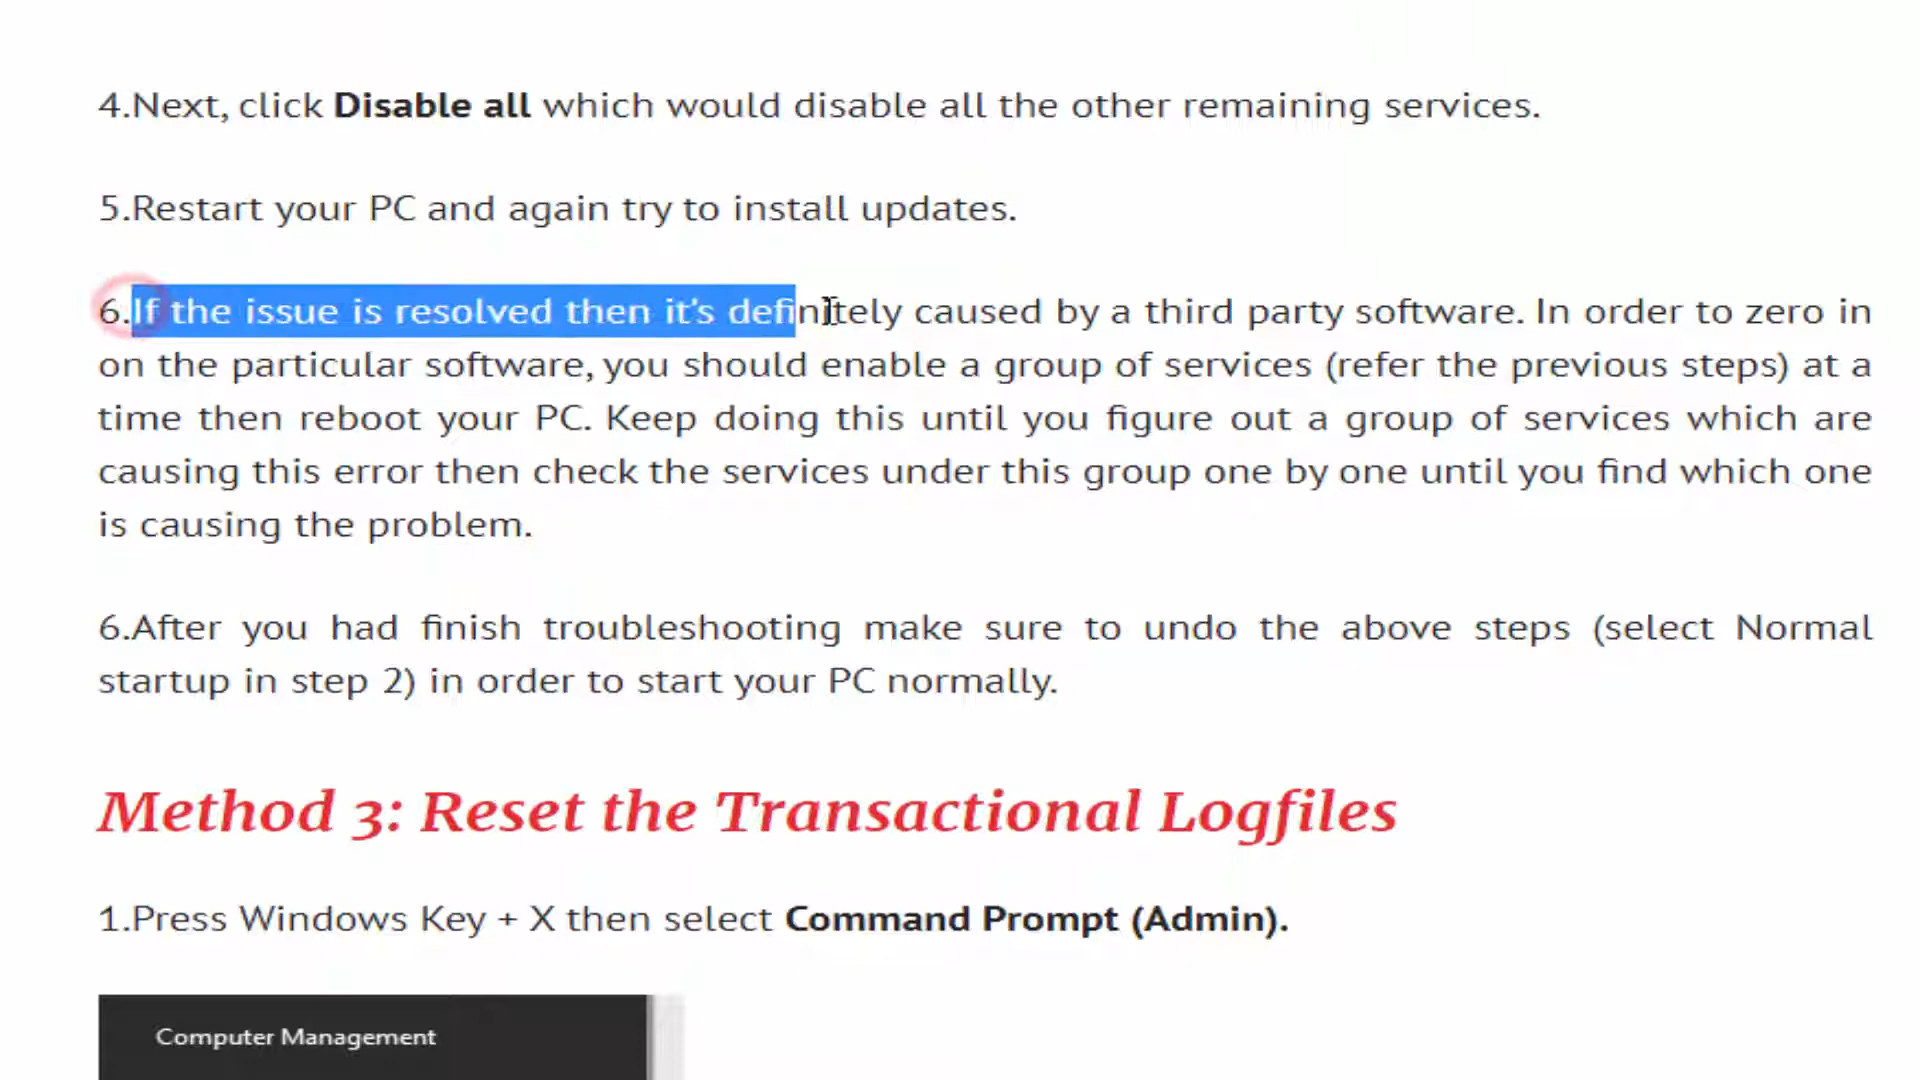 4.Next, click Disable all which would disable all the other remaining services.
5.Restart your PC and again try to install updates.
6.If the issue is resolved then it's definitely caused by a third party software. In order to zero in
on the particular software, you should enable a group of services (refer the previous steps) at a
time then reboot your PC. Keep doing this until you figure out a group of services which are
causing this error then check the services under this group one by one until you find which one
is causing the problem.
6.After you had finish troubleshooting make sure to undo the above steps (select Normal
startup in step 2) in order to start your PC normally.
Method 3: Reset the Transactional Logfiles
1.Press Windows Key + X then select Command Prompt (Admin).
Computer Management